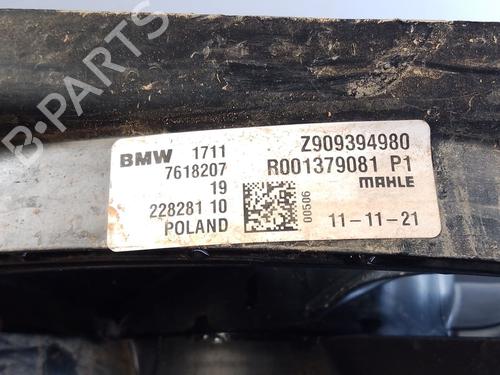 BMW 1711
7618207
19
228281 10
POLAND
Z909394980
R001379081 P1
MAHLE
00506
11-11-21
B-PARTS